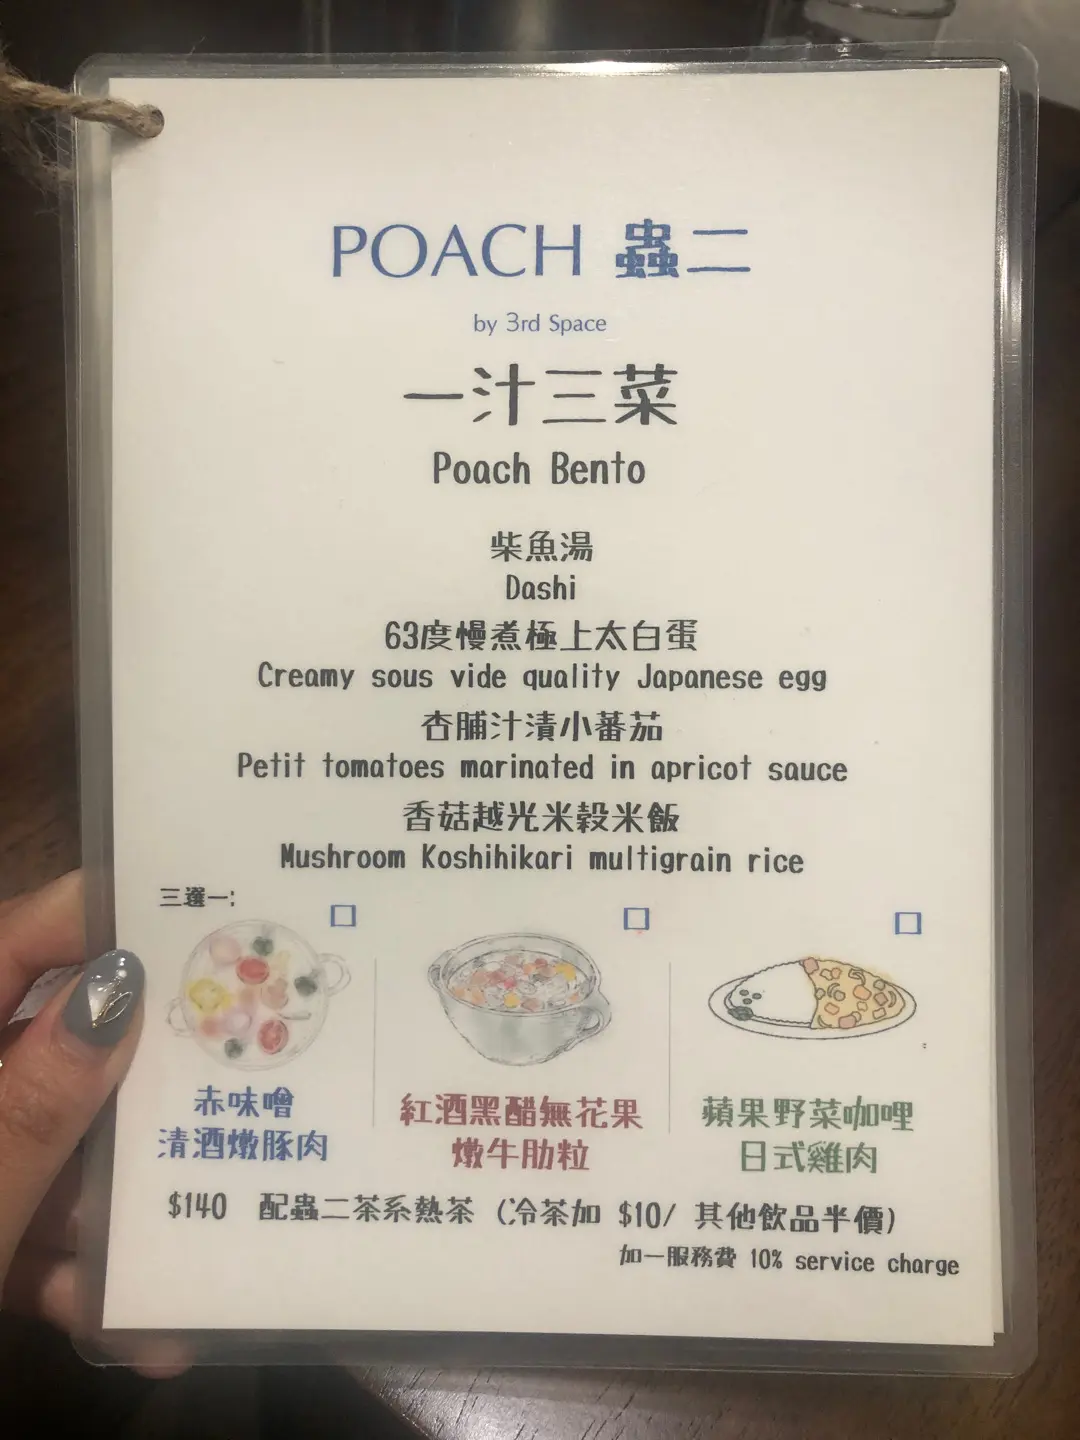 POACH 蟲二
by 3rd Space
一汁三菜
Poach Bento
柴魚湯
Dashi
63度慢煮極上太白蛋
Creamy sous vide quality Japanese egg
杏脯汁漬小蕃茄
Petit tomatoes marinated in apricot sauce
香菇越光米穀米飯
Mushroom Koshihikari multigrain rice
三選一:
赤味噌
清酒燉豚肉
紅酒黑醋無花果
燉牛肋粒
蘋果野菜咖哩
日式雞肉
$140 配蟲二茶系熱茶 (冷茶加 $10/ 其他飲品半價)
加一服務費 10% service charge